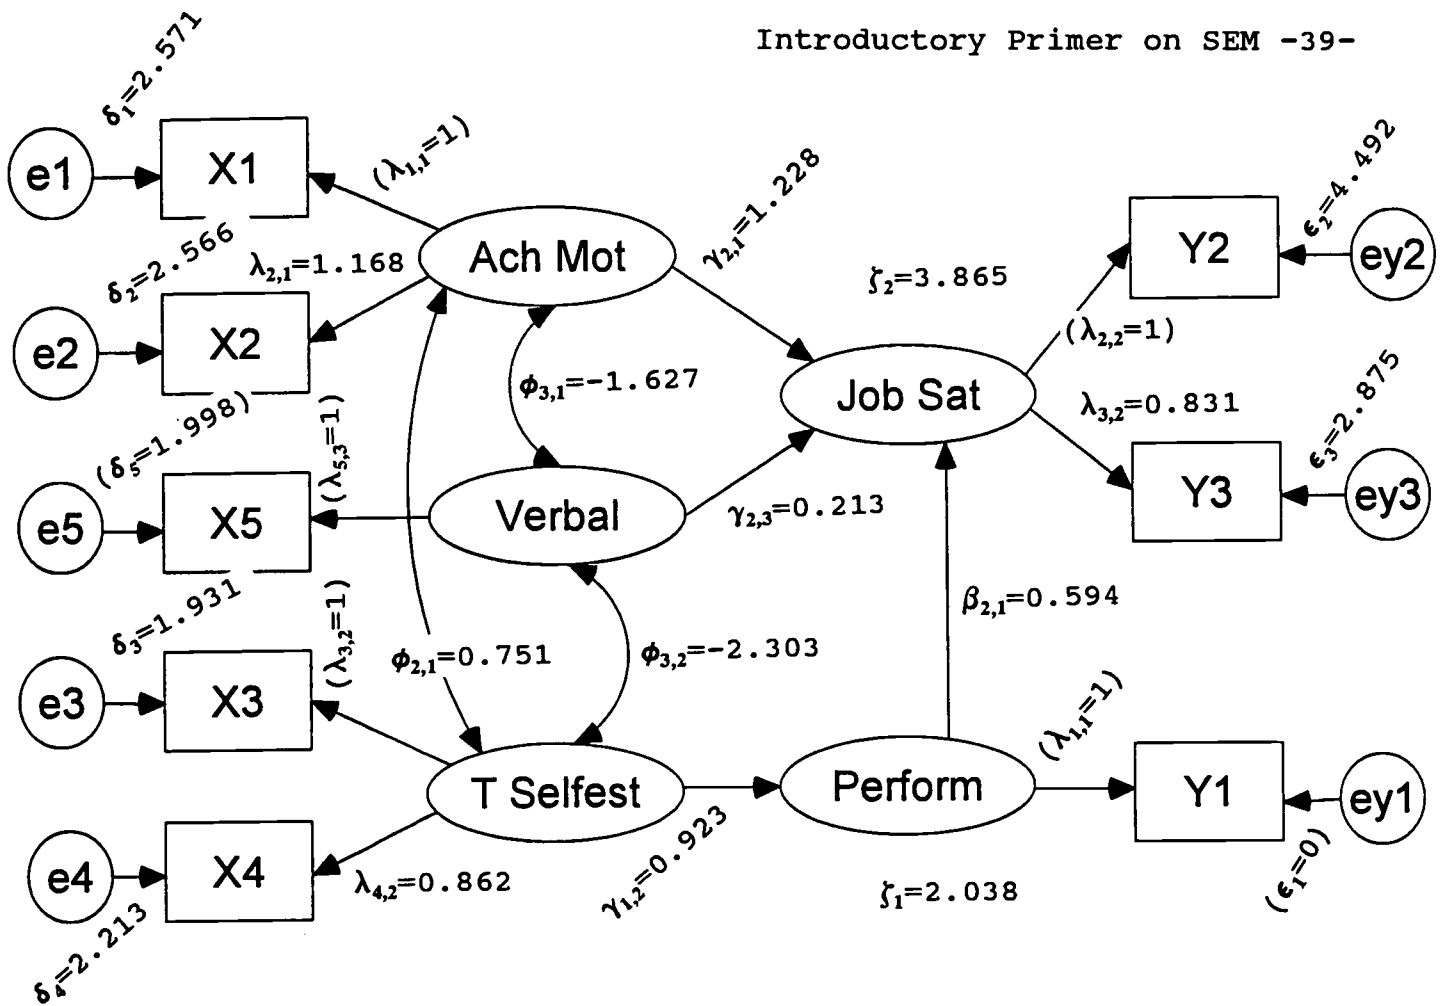 Introductory Primer on SEM -39-
δ₁=2.571
e1
X1
(λ₁,₁=1)
δ₂=2.566
λ₂,₁=1.168
Ach Mot
γ₂,₁=1.228
e2
X2
ϕ₃,₁=-1.627
ζ₂=3.865
Job Sat
Y2
ϵ₂=4.492
ey2
(λ₂,₂=1)
λ₃,₂=0.831
ϵ₃=2.875
Y3
ey3
(δ₅=1.998)
(λ₅,₃=1)
e5
X5
Verbal
γ₂,₃=0.213
β₂,₁=0.594
δ₃=1.931
(λ₃,₂=1)
ϕ₂,₁=0.751
ϕ₃,₂=-2.303
e3
X3
T Selfest
Perform
(λ₁,₁=1)
Y1
ey1
(ϵ₁=0)
e4
X4
λ₄,₂=0.862
γ₁,₂=0.923
ζ₁=2.038
δ₄=2.213